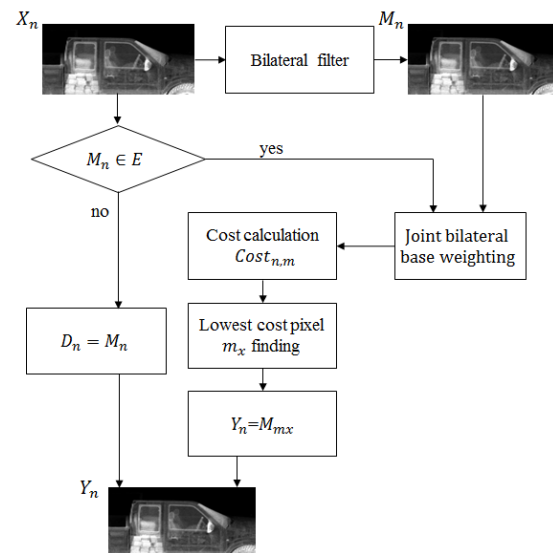 X_n
M_n
Bilateral filter
M_n ∈ E
yes
no
Cost calculation
Cost_{n,m}
Joint bilateral
base weighting
Lowest cost pixel
m_x finding
D_n = M_n
Y_n=M_{mx}
Y_n